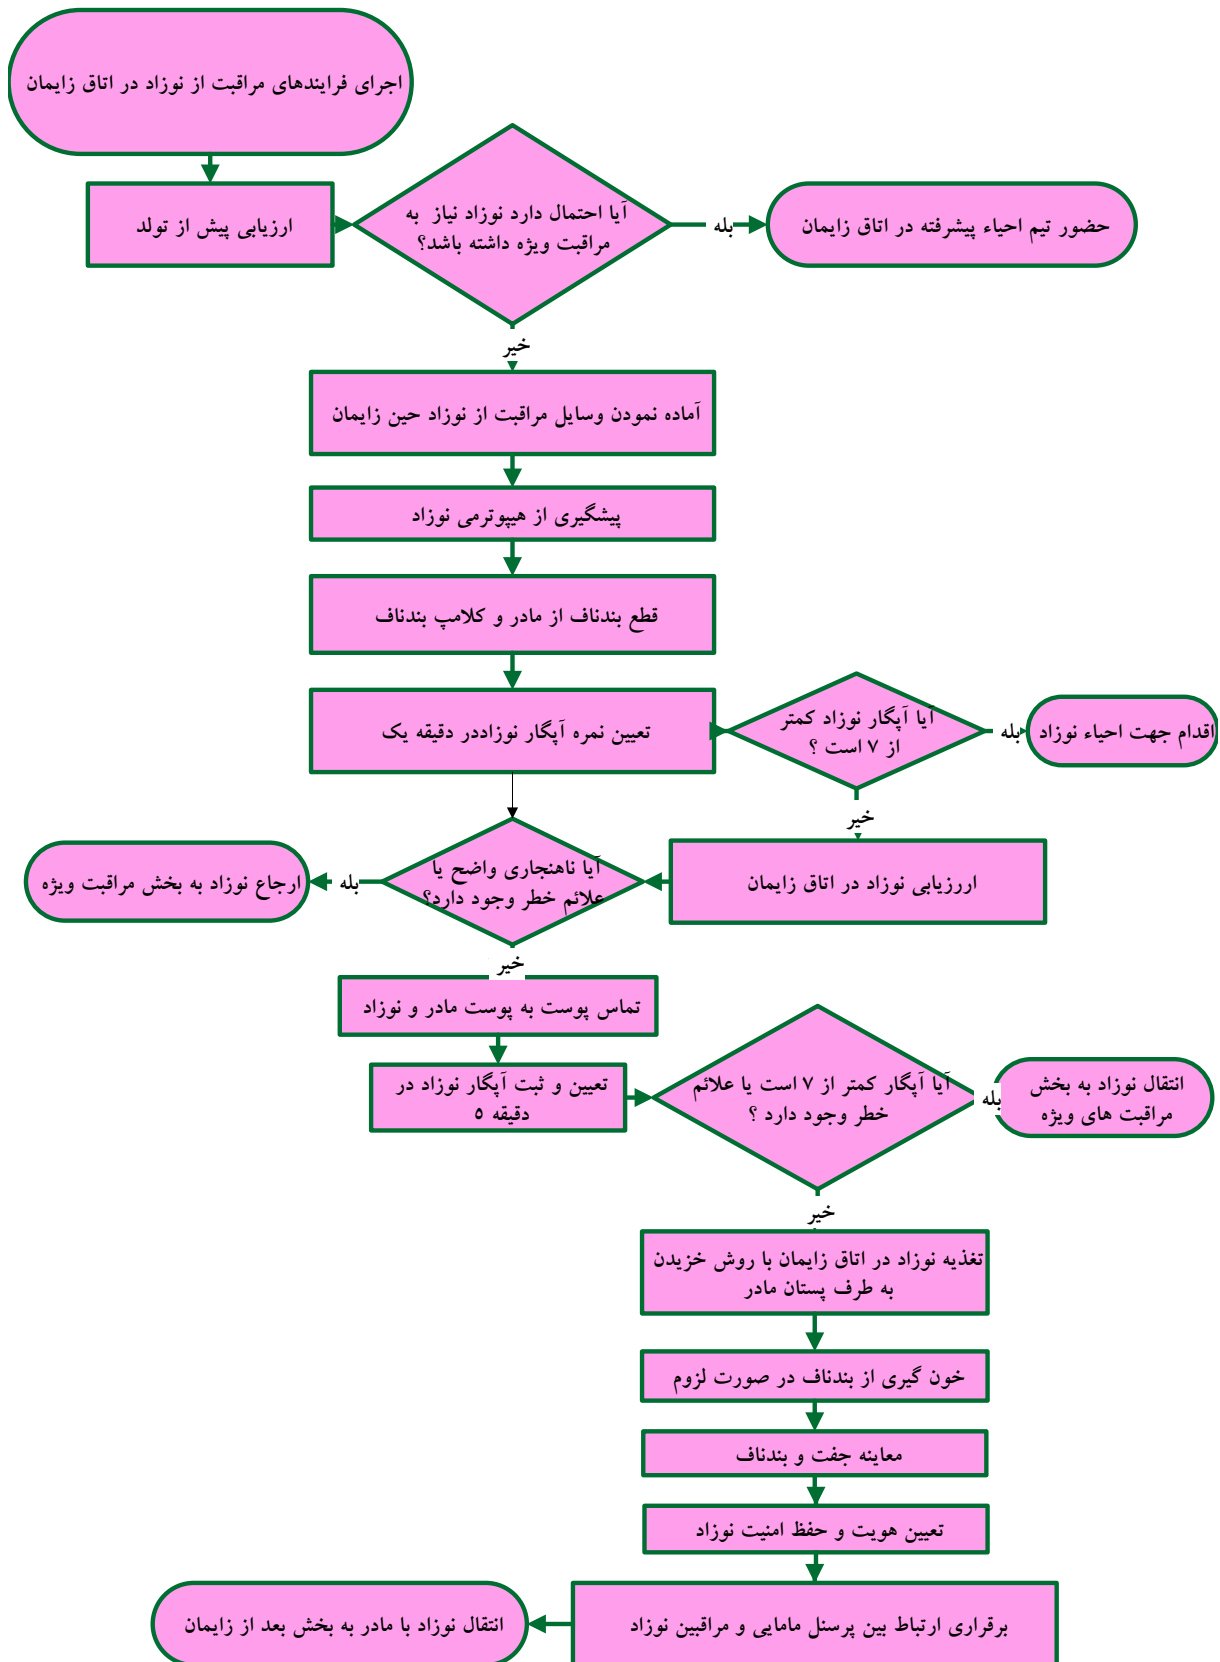 اجرای فرایندهای مراقبت از نوزاد در اتاق زایمان
ارزیابی پیش از تولد
آیا احتمال دارد نوزاد نیاز به
مراقبت ویژه داشته باشد؟
بله
حضور تیم احیاء پیشرفته در اتاق زایمان
خیر
آماده نمودن وسایل مراقبت از نوزاد حین زایمان
پیشگیری از هیپوترمی نوزاد
قطع بندناف از مادر و کلامپ بندناف
تعیین نمره آپگار نوزاددر دقیقه یک
آیا آپگار نوزاد کمتر
از ۷ است ؟
بله
اقدام جهت احیاء نوزاد
خیر
اررزیابی نوزاد در اتاق زایمان
آیا ناهنجاری واضح یا
علائم خطر وجود دارد؟
بله
ارجاع نوزاد به بخش مراقبت ویژه
خیر
تماس پوست به پوست مادر و نوزاد
تعیین و ثبت آپگار نوزاد در
دقیقه ۵
آیا آپگار کمتر از ۷ است یا علائم
خطر وجود دارد ؟
بله
انتقال نوزاد به بخش
مراقبت های ویژه
خیر
تغذیه نوزاد در اتاق زایمان با روش خزیدن
به طرف پستان مادر
خون گیری از بندناف در صورت لزوم
معاینه جفت و بندناف
تعیین هویت و حفظ امنیت نوزاد
برقراری ارتباط بین پرسنل مامایی و مراقبین نوزاد
انتقال نوزاد با مادر به بخش بعد از زایمان